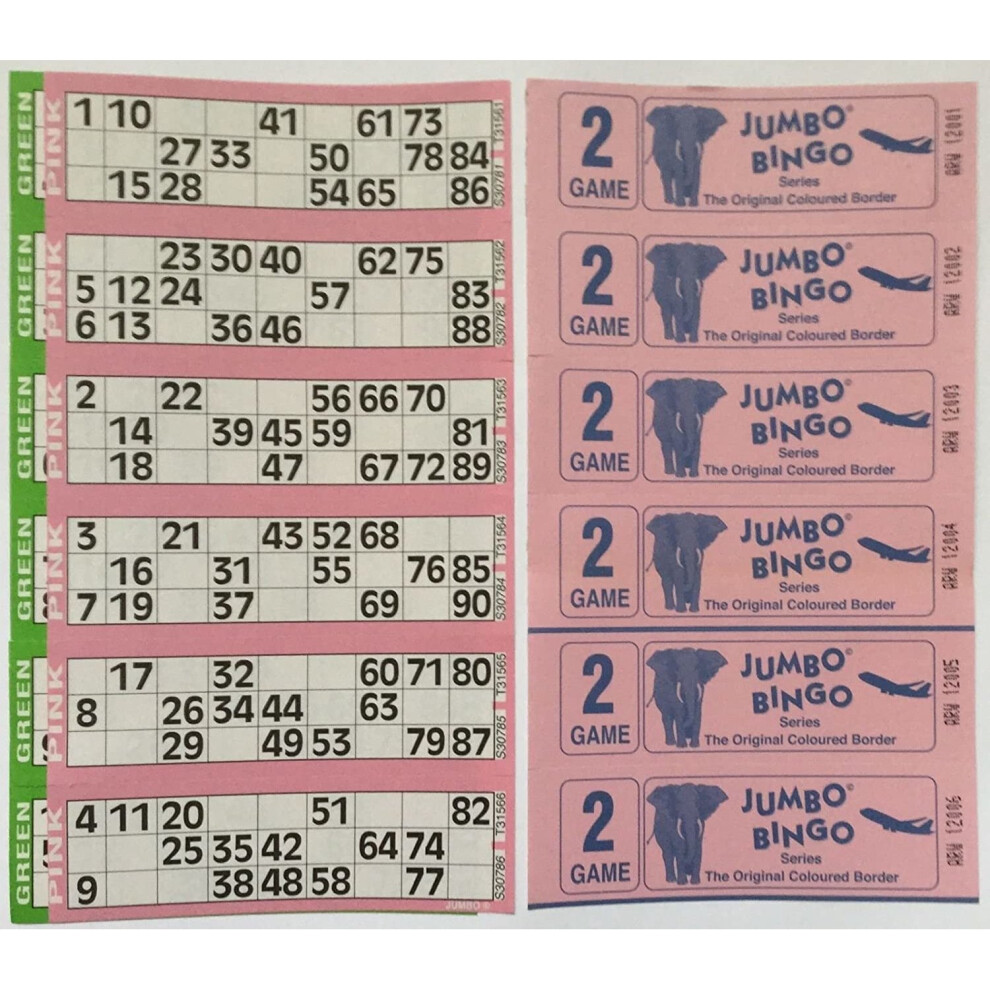 GREEN
PINK
1 10 41 61 73
27 33 50 78 84
15 28 54 65 86
S30781 T31561
GREEN
PINK
23 30 40 62 75
5 12 24 57 83
6 13 36 46 88
S30782 T31562
GREEN
PINK
2 22 56 66 70
14 39 45 59 81
18 47 67 72 89
S30783 T31563
GREEN
PINK
3 21 43 52 68
16 31 55 76 85
7 19 37 69 90
S30784 T31564
GREEN
PINK
17 32 60 71 80
8 26 34 44 63
29 49 53 79 87
S30785 T31565
GREEN
PINK
4 11 20 51 82
25 35 42 64 74
9 38 48 58 77
S30786 T31566
JUMBO ®
2
GAME
JUMBO®
BINGO
Series
The Original Coloured Border
ARW 12001
2
GAME
JUMBO®
BINGO
Series
The Original Coloured Border
ARW 12002
2
GAME
JUMBO®
BINGO
Series
The Original Coloured Border
ARW 12003
2
GAME
JUMBO®
BINGO
Series
The Original Coloured Border
ARW 12004
2
GAME
JUMBO®
BINGO
Series
The Original Coloured Border
ARW 12005
2
GAME
JUMBO®
BINGO
Series
The Original Coloured Border
ARW 12006